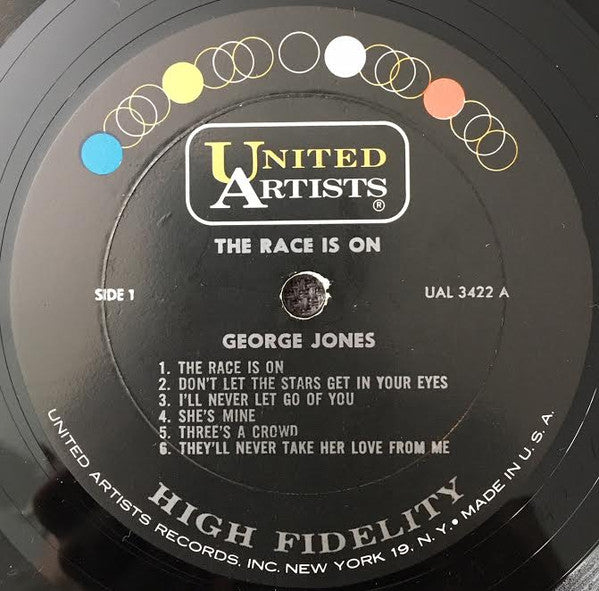 UNITED
ARTISTS®
THE RACE IS ON
SIDE 1
UAL 3422 A
GEORGE JONES
1. THE RACE IS ON
2. DON'T LET THE STARS GET IN YOUR EYES
3. I'LL NEVER LET GO OF YOU
4. SHE'S MINE
5. THREE'S A CROWD
6. THEY'LL NEVER TAKE HER LOVE FROM ME
HIGH FIDELITY
UNITED ARTISTS RECORDS, INC. NEW YORK 19, N. Y. • MADE IN U. S. A.